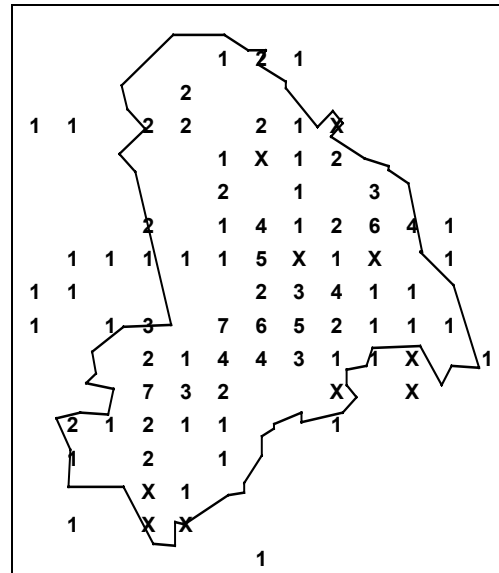 1 2 1
2
1 1 2 2 2 1 X
1 X 1 2
2 1 3
2 1 4 1 2 6 4 1
1 1 1 1 1 5 X 1 X 1
1 1 2 3 4 1 1
1 1 3 7 6 5 2 1 1 1
2 1 4 4 3 1 1 X 1
7 3 2 X X
2 1 2 1 1 1
1 2 1
X 1
1 X X
1